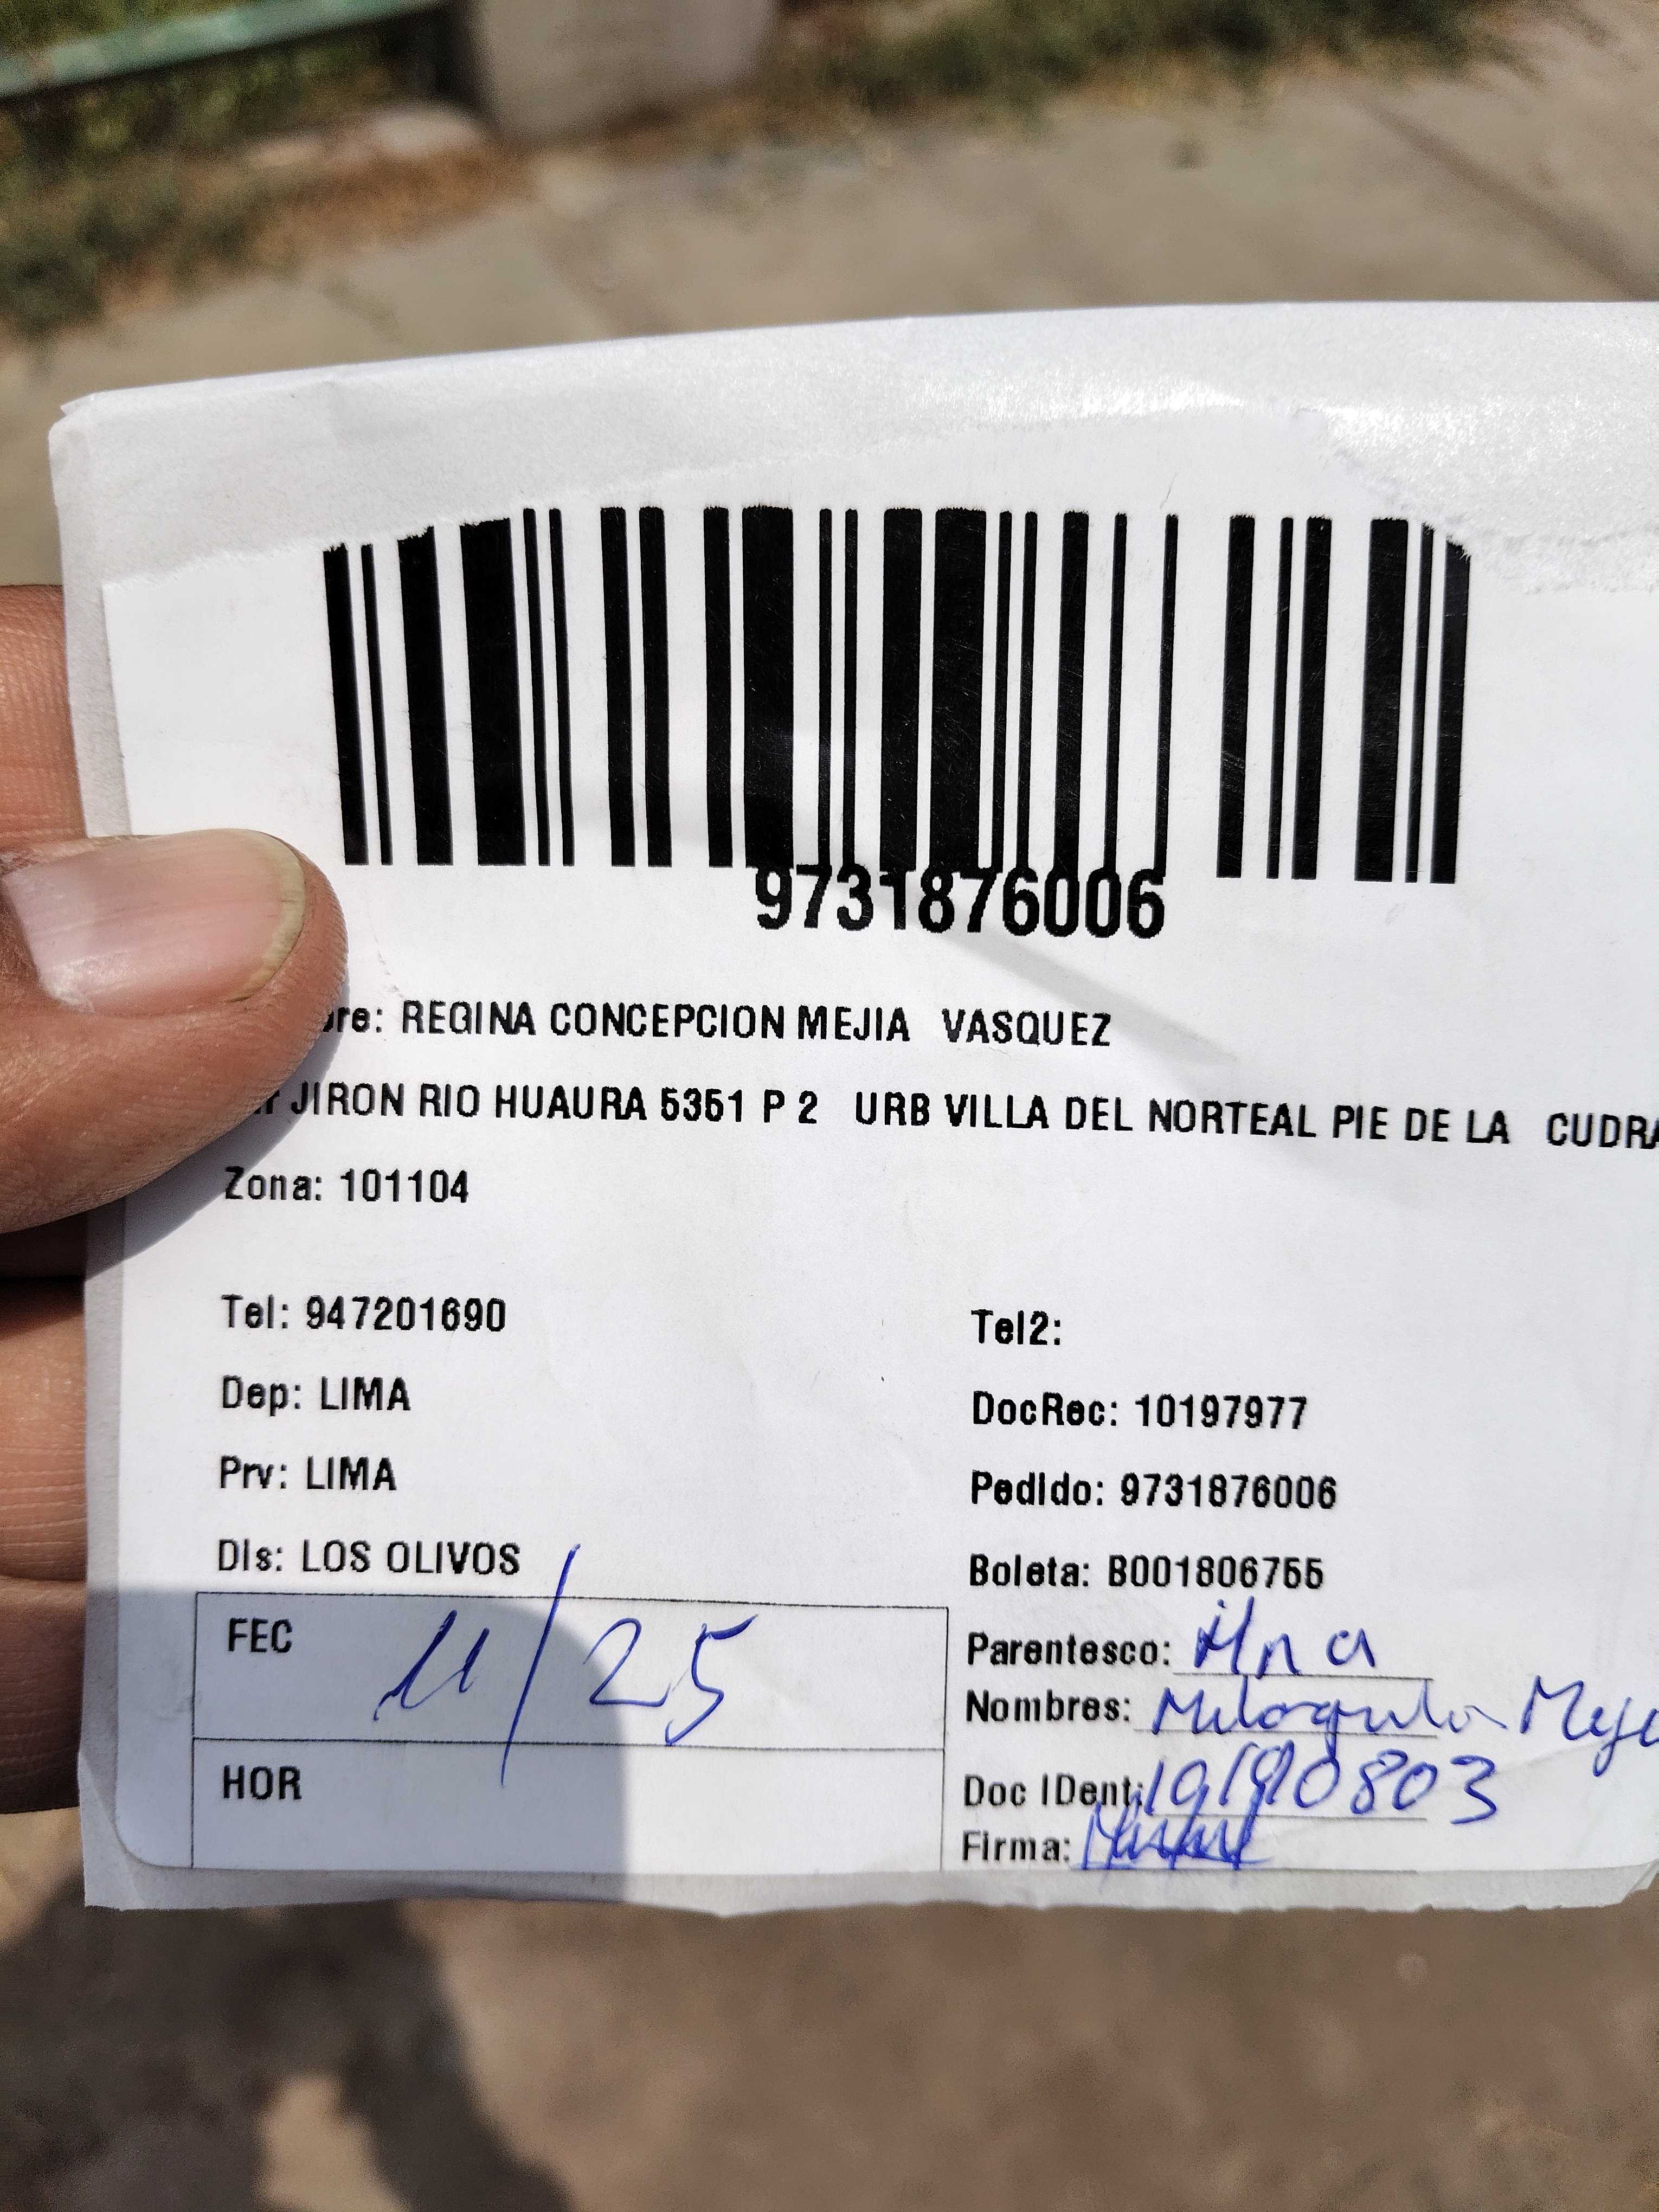 9731876006
bre: REGINA CONCEPCION MEJIA VASQUEZ
JIRON RIO HUAURA 5351 P 2 URB VILLA DEL NORTEAL PIE DE LA CUDRA
Zona: 101104
Tel: 947201690 Tel2:
Dep: LIMA DocRec: 10197977
Prv: LIMA Pedido: 9731876006
Dis: LOS OLIVOS Boleta: B001806755
FEC 11/25 Parentesco: Hna
Nombres:
HOR Doc IDent:
Firma: